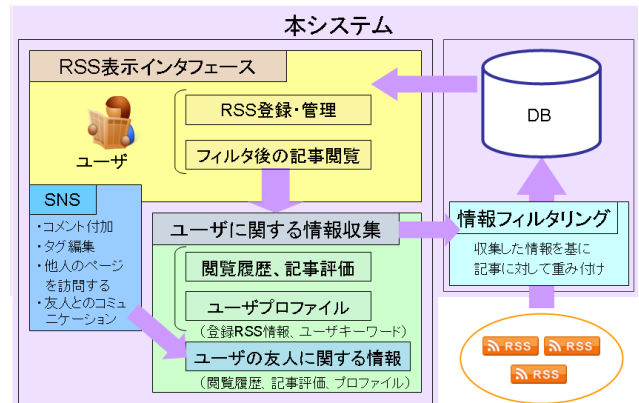 本システム
RSS表示インタフェース
ユーザ
RSS登録・管理
フィルタ後の記事閲覧
SNS
・コメント付加
・タグ編集
・他人のページ
を訪問する
・友人とのコミュ
ニケーション
ユーザに関する情報収集
閲覧履歴、記事評価
ユーザプロファイル
（登録RSS情報、ユーザキーワード）
ユーザの友人に関する情報
（閲覧履歴、記事評価、プロファイル）
DB
情報フィルタリング
収集した情報を基に
記事に対して重み付け
RSS
RSS
RSS